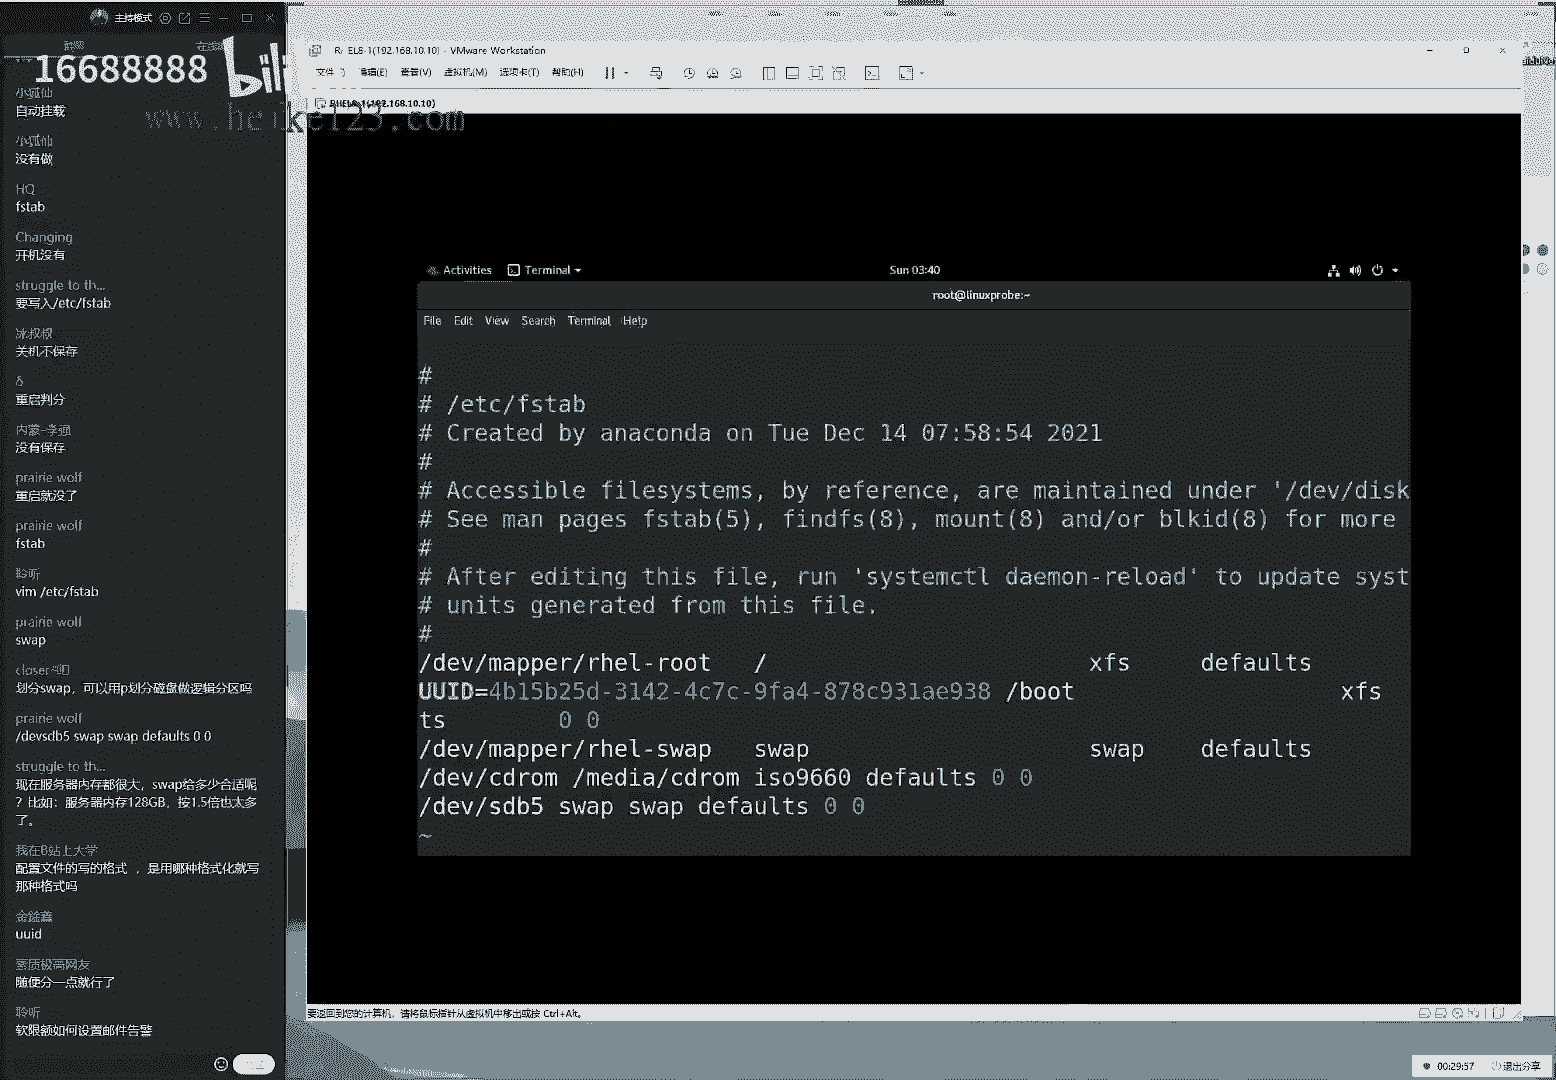 主持模式
16688888
bili
www.heike123.com
小狐仙
自动挂载
小狐仙
没有做
HQ
fstab
Changing
开机没有
struggle to th...
要写入/etc/fstab
冰叔叔
关机不保存
δ
重启判分
内蒙-李强
没有保存
prairie wolf
重启就没了
prairie wolf
fstab
聆听
vim /etc/fstab
prairie wolf
swap
划分swap，可以用p划分磁盘做逻辑分区吗
prairie wolf
/devsdb5 swap swap defaults 0 0
struggle to th...
现在服务器内存都很大，swap给多少合适呢
？比如：服务器内存128GB，按1.5倍也太多
了。
我在B站上大学
配置文件的写的格式 ，是用哪种格式化就写
那种格式吗
金鑫鑫
uuid
素质极高网友
随便分一点就行了
聆听
软限额如何设置邮件告警
RHEL8-1(192.168.10.10) - VMware Workstation
编辑(E) 查看(V) 虚拟机(M) 选项卡(T) 帮助(H)
RHEL8-1(192.168.10.10)
Activities Terminal Sun 03:40
root@linuxprobe:~
File Edit View Search Terminal Help
#
# /etc/fstab
# Created by anaconda on Tue Dec 14 07:58:54 2021
#
# Accessible filesystems, by reference, are maintained under '/dev/disk
# See man pages fstab(5), findfs(8), mount(8) and/or blkid(8) for more
#
# After editing this file, run 'systemctl daemon-reload' to update syst
# units generated from this file.
#
/dev/mapper/rhel-root / xfs defaults
UUID=4b15b25d-3142-4c7c-9fa4-878c931ae938 /boot xfs
ts 0 0
/dev/mapper/rhel-swap swap swap defaults
/dev/cdrom /media/cdrom iso9660 defaults 0 0
/dev/sdb5 swap swap defaults 0 0
~
要返回到您的计算机，请将鼠标指针从虚拟机中移出或按 Ctrl+Alt。
00:29:57 退出分享